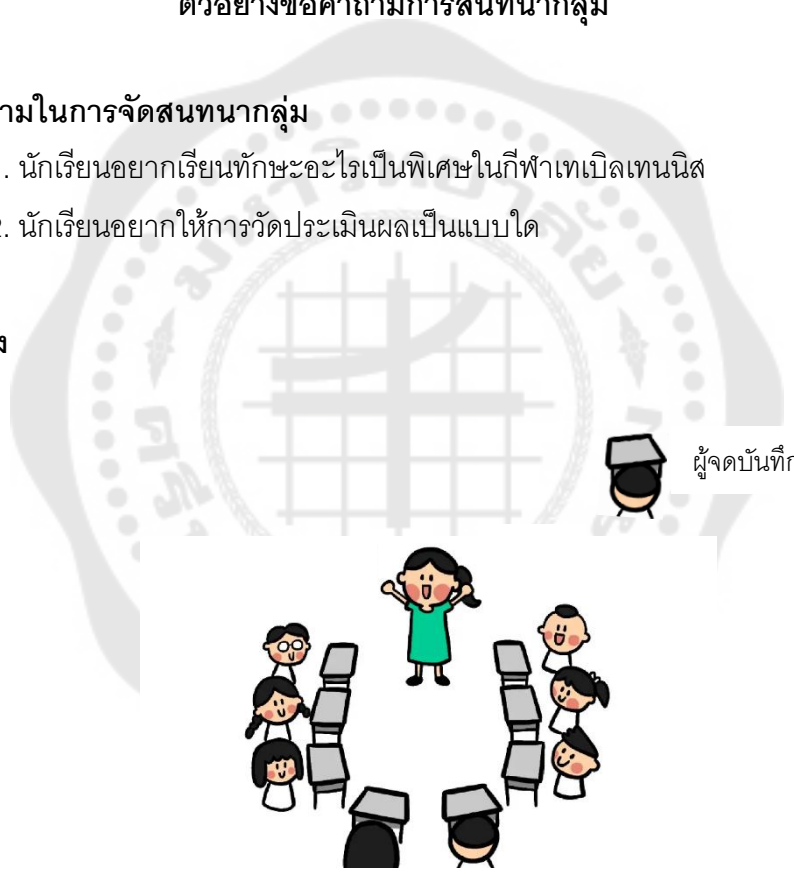 ตัวอย่างข้อคำถามการสนทนากลุ่ม
ามในการจัดสนทนากลุ่ม
. นักเรียนอยากเรียนทักษะอะไรเป็นพิเศษในกีฬาเทเบิลเทนนิส
2. นักเรียนอยากให้การวัดประเมินผลเป็นแบบใด
ง
ผู้จดบันทึก